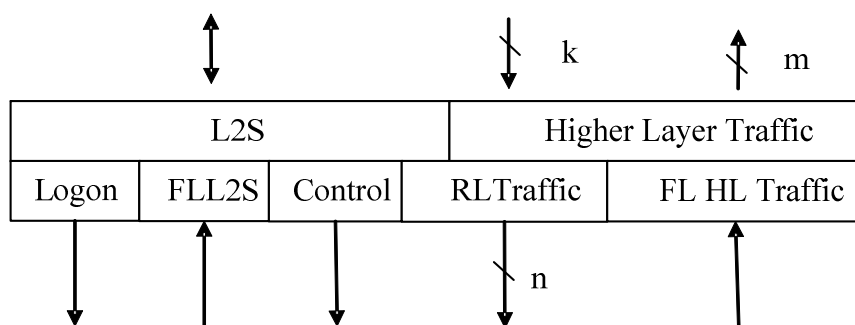 k
m
L2S Higher Layer Traffic
Logon FLL2S Control RLTraffic FL HL Traffic
n